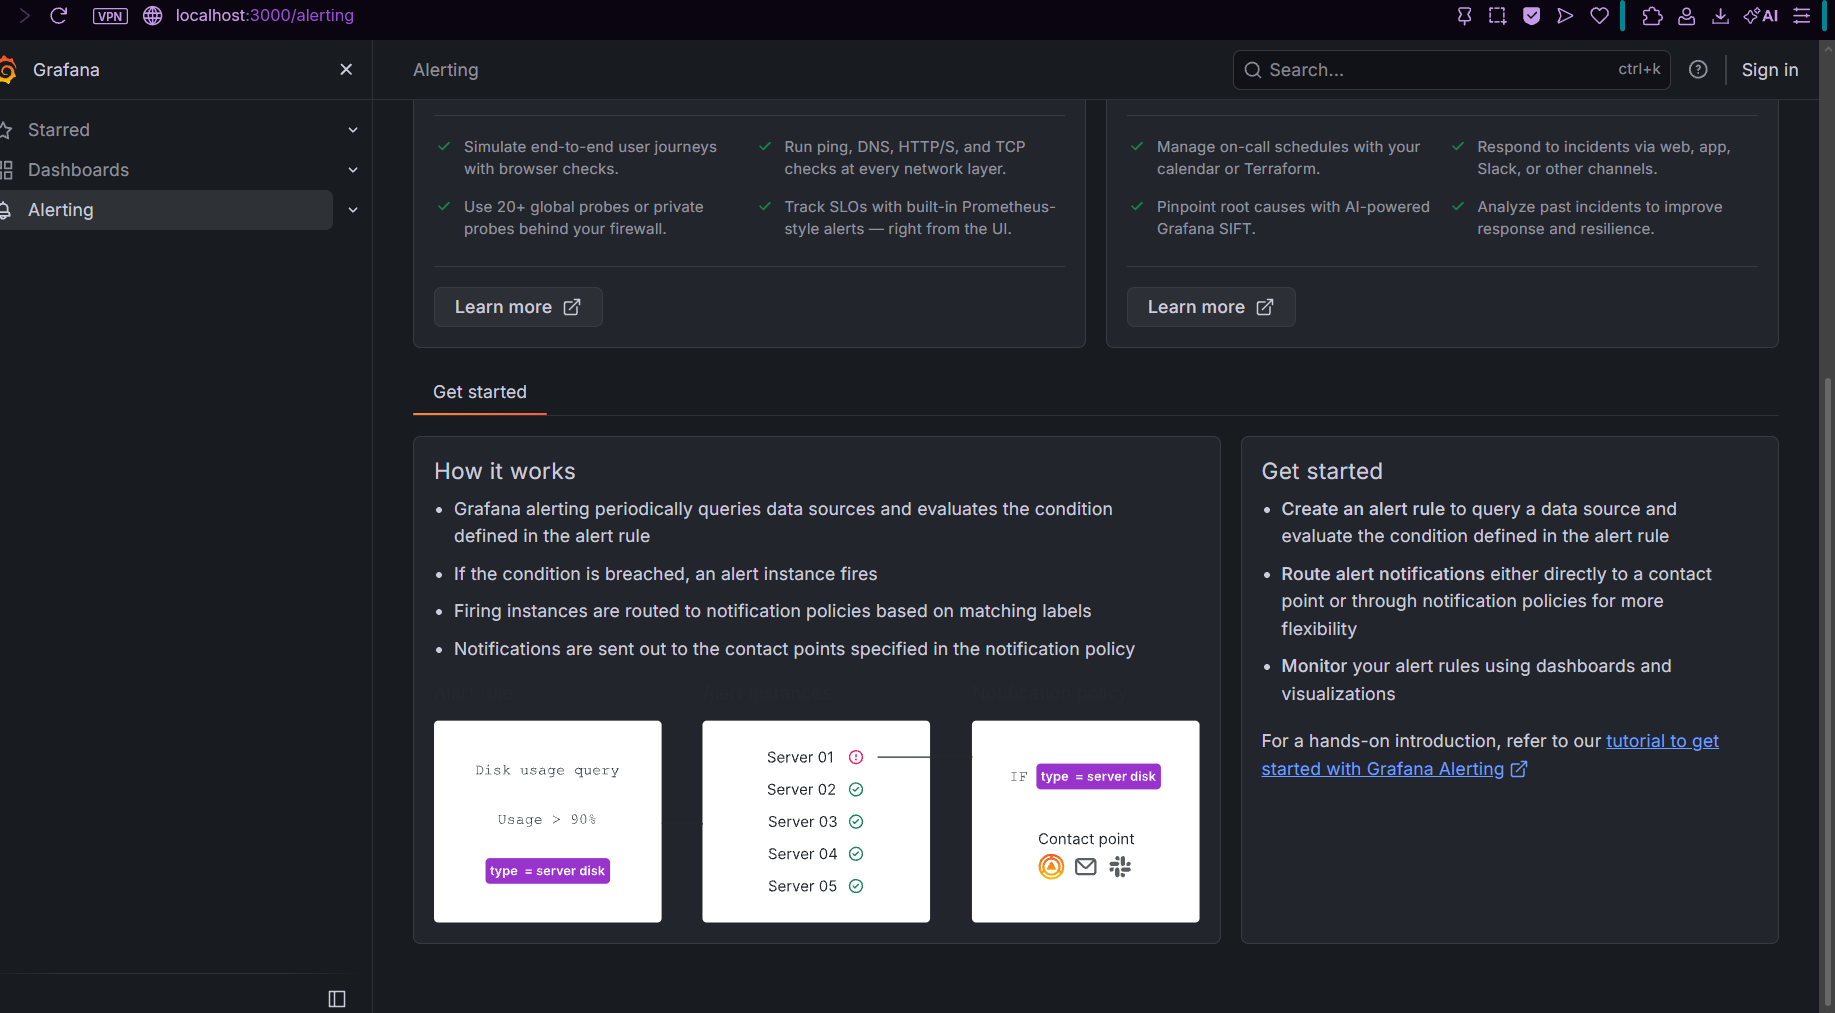 VPN
localhost:3000/alerting
AI
Grafana
Alerting
Search...
ctrl+k
Sign in
Starred
Dashboards
Alerting
Simulate end-to-end user journeys
with browser checks.
Run ping, DNS, HTTP/S, and TCP
checks at every network layer.
Use 20+ global probes or private
probes behind your firewall.
Track SLOs with built-in Prometheus-
style alerts — right from the UI.
Learn more
Manage on-call schedules with your
calendar or Terraform.
Respond to incidents via web, app,
Slack, or other channels.
Pinpoint root causes with AI-powered
Grafana SIFT.
Analyze past incidents to improve
response and resilience.
Learn more
Get started
How it works
Grafana alerting periodically queries data sources and evaluates the condition
defined in the alert rule
If the condition is breached, an alert instance fires
Firing instances are routed to notification policies based on matching labels
Notifications are sent out to the contact points specified in the notification policy
Disk usage query
Usage > 90%
type = server disk
Server 01
Server 02
Server 03
Server 04
Server 05
IF type = server disk
Contact point
Get started
Create an alert rule to query a data source and
evaluate the condition defined in the alert rule
Route alert notifications either directly to a contact
point or through notification policies for more
flexibility
Monitor your alert rules using dashboards and
visualizations
For a hands-on introduction, refer to our tutorial to get
started with Grafana Alerting